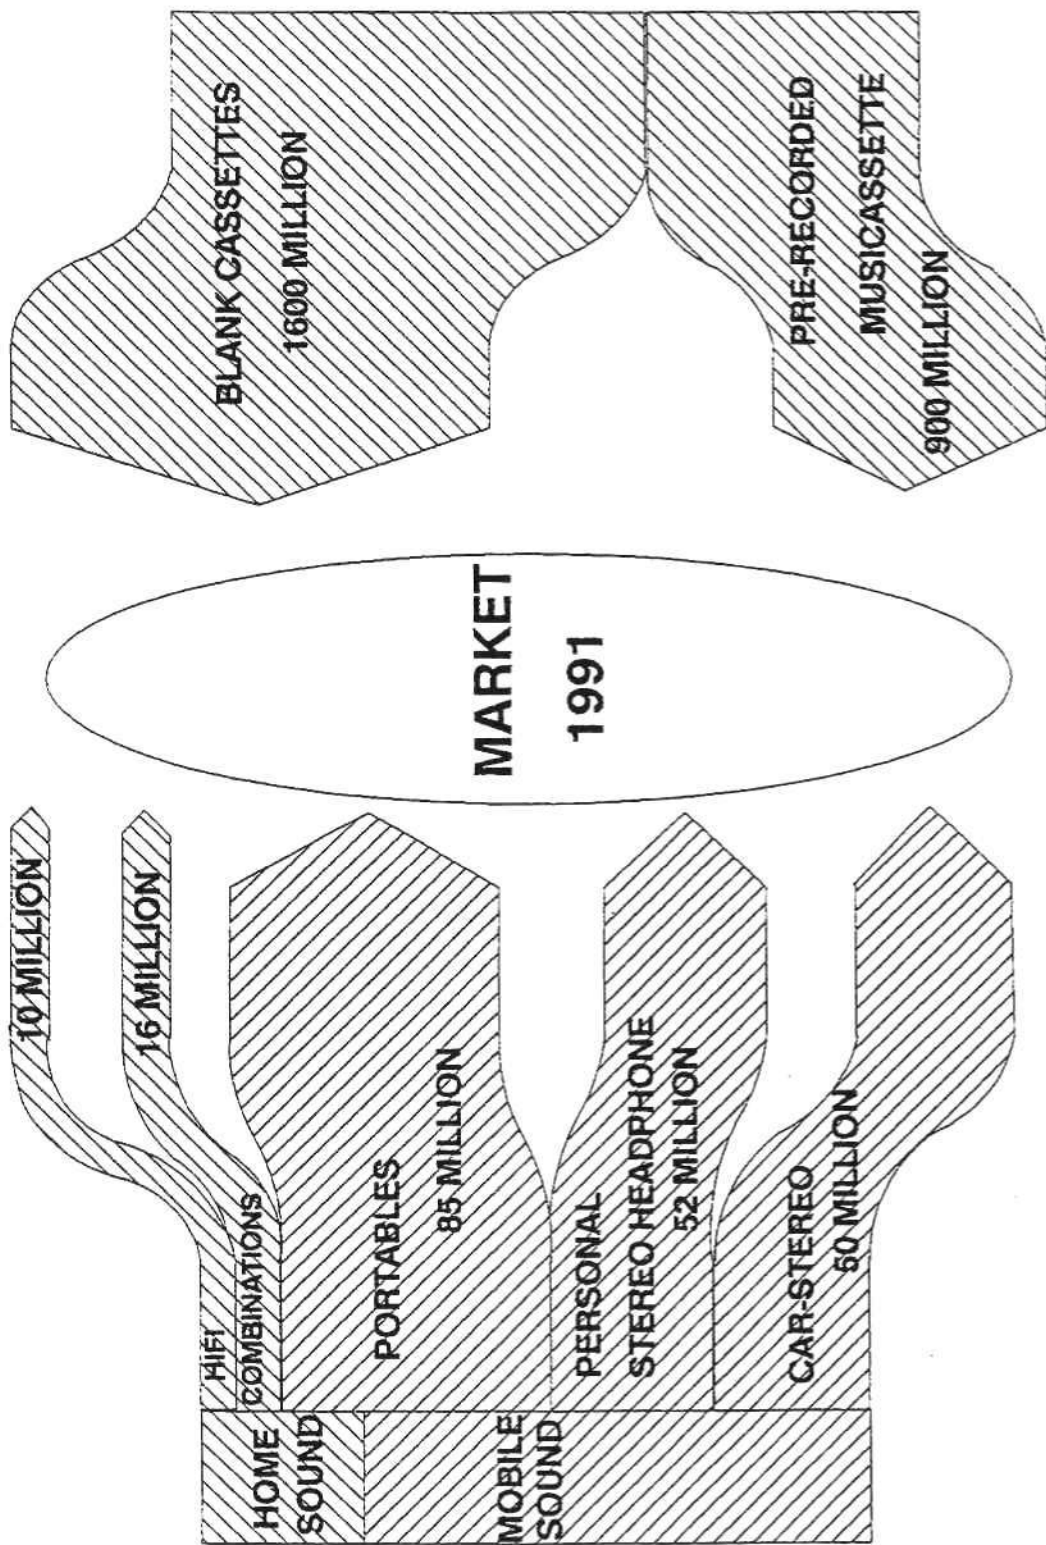 HOME
SOUND
MOBILE
SOUND
HIFI
10 MILLION
COMBINATIONS
16 MILLION
PORTABLES
85 MILLION
PERSONAL
STEREO HEADPHONE
52 MILLION
CAR-STEREO
50 MILLION
MARKET
1991
BLANK CASSETTES
1600 MILLION
PRE-RECORDED
MUSICASSETTE
900 MILLION